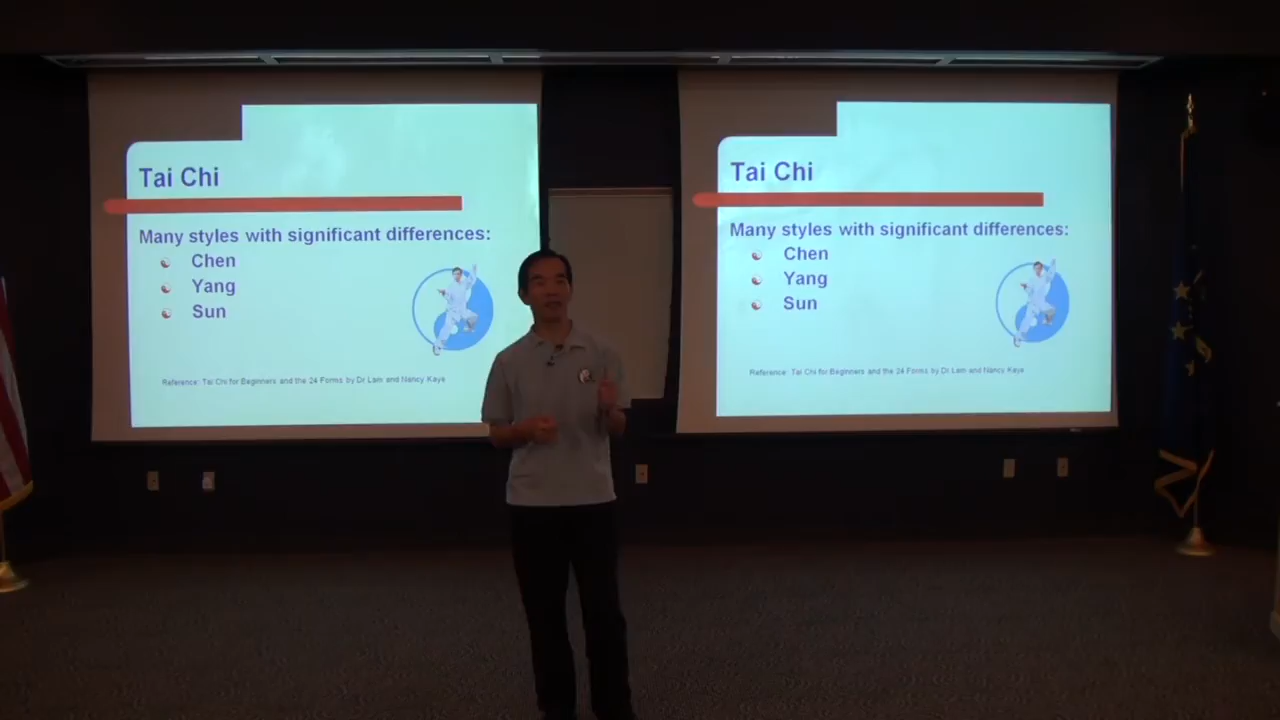 Tai Chi
Many styles with significant differences:
Chen
Yang
Sun
Reference: Tai Chi for Beginners and the 24 Forms by Dr Lam and Nancy Kaye
Tai Chi
Many styles with significant differences:
Chen
Yang
Sun
Reference: Tai Chi for Beginners and the 24 Forms by Dr Lam and Nancy Kaye